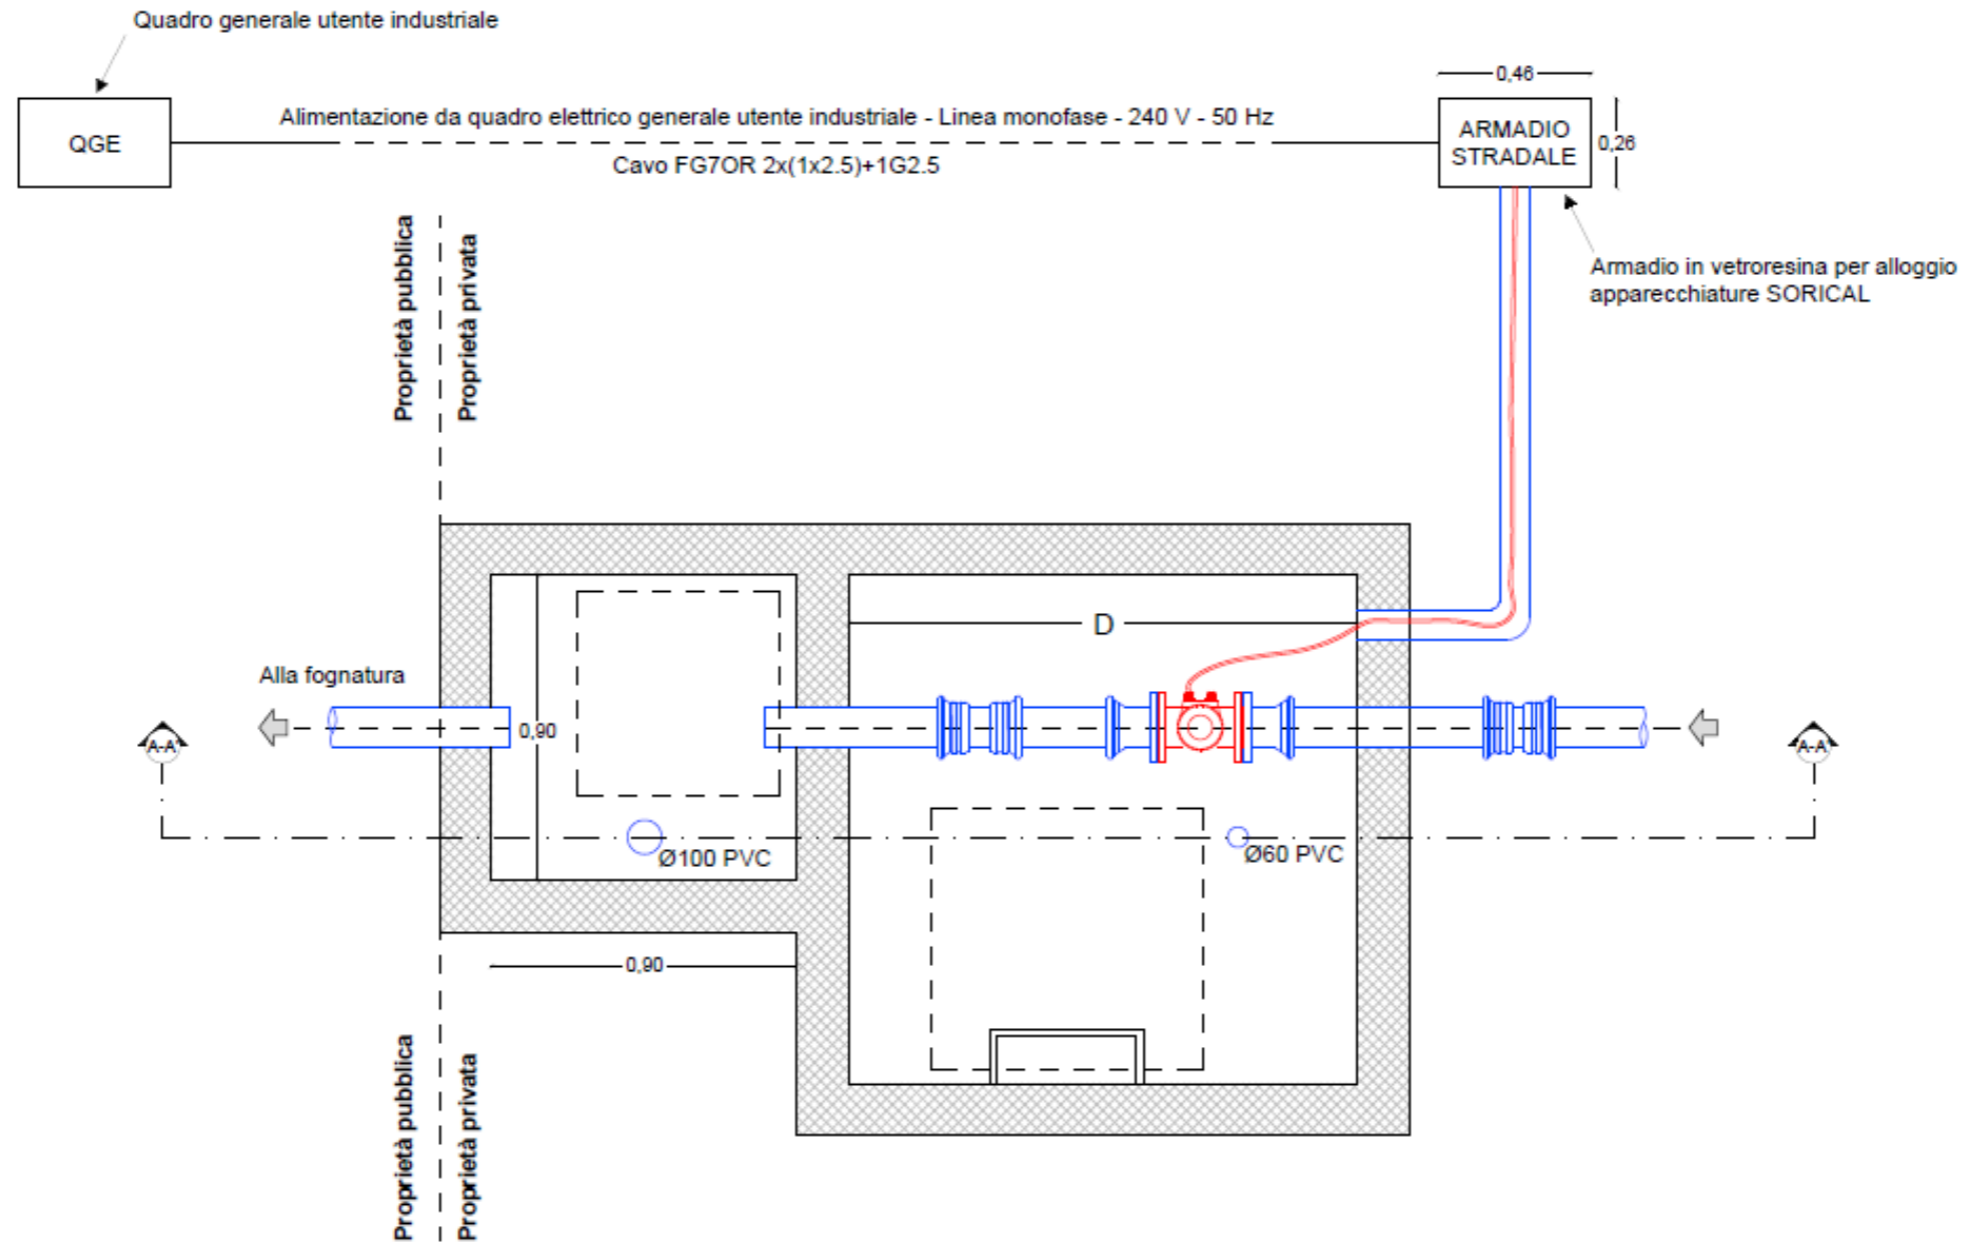 Quadro generale utente industriale
QGE
Alimentazione da quadro elettrico generale utente industriale - Linea monofase - 240 V - 50 Hz
Cavo FG7OR 2x(1x2.5)+1G2.5
0,46
ARMADIO
STRADALE
0,26
Armadio in vetroresina per alloggio
apparecchiature SORICAL
Proprietà pubblica
Proprietà privata
D
Alla fognatura
A-A'
0,90
A-A'
Ø100 PVC
Ø60 PVC
0,90
Proprietà pubblica
Proprietà privata